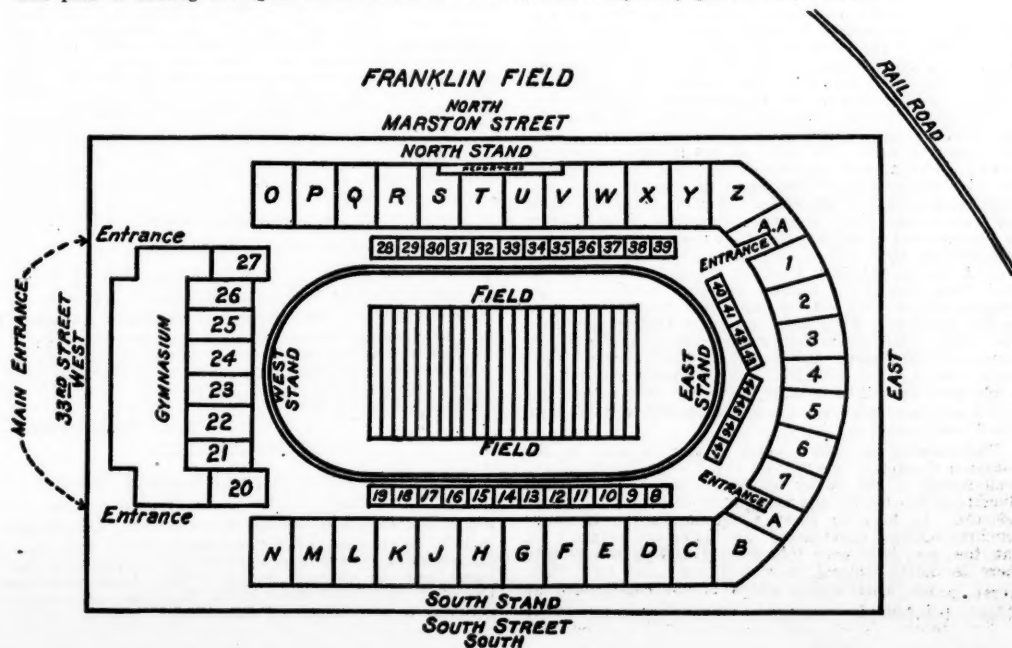 FRANKLIN FIELD
NORTH
MARSTON STREET
NORTH STAND
REPORTERS
O P Q R S T U V W X Y Z
A.A
RAIL ROAD
Entrance
ENTRANCE
27
28 29 30 31 32 33 34 35 36 37 38 39
1
26
FIELD
40
2
25
41
42
3
MAIN ENTRANCE
33RD STREET
WEST
GYMNASIUM
24
WEST STAND
EAST STAND
43
4
EAST
23
44
45
5
22
46
6
FIELD
47
21
7
20
19 18 17 16 15 14 13 12 11 10 9 8
ENTRANCE
A
Entrance
N M L K J H G F E D C B
SOUTH STAND
SOUTH STREET
SOUTH